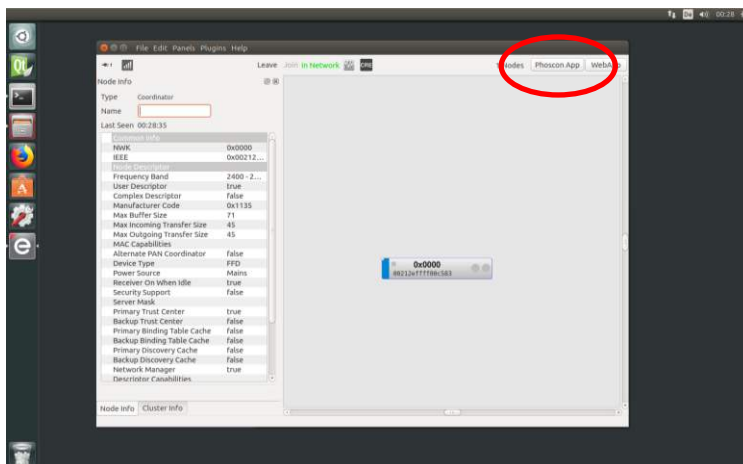 De 00:28
File Edit Panels Plugins Help
Leave Join In Network CRE Nodes Phoscon App WebApp
Node Info
Type Coordinator
Name
Last Seen 00:28:35
Common Info
NWK 0x0000
IEEE 0x00212...
Node Descriptor
Frequency Band 2400 - 2...
User Descriptor true
Complex Descriptor false
Manufacturer Code 0x1135
Max Buffer Size 71
Max Incoming Transfer Size 45
Max Outgoing Transfer Size 45
MAC Capabilities
Alternate PAN Coordinator false
Device Type FFD
Power Source Mains
Receiver On When Idle true
Security Support false
Server Mask
Primary Trust Center true
Backup Trust Center false
Primary Binding Table Cache false
Backup Binding Table Cache false
Primary Discovery Cache false
Backup Discovery Cache false
Network Manager true
Descriptor Capabilities
0x0000
Node Info Cluster Info